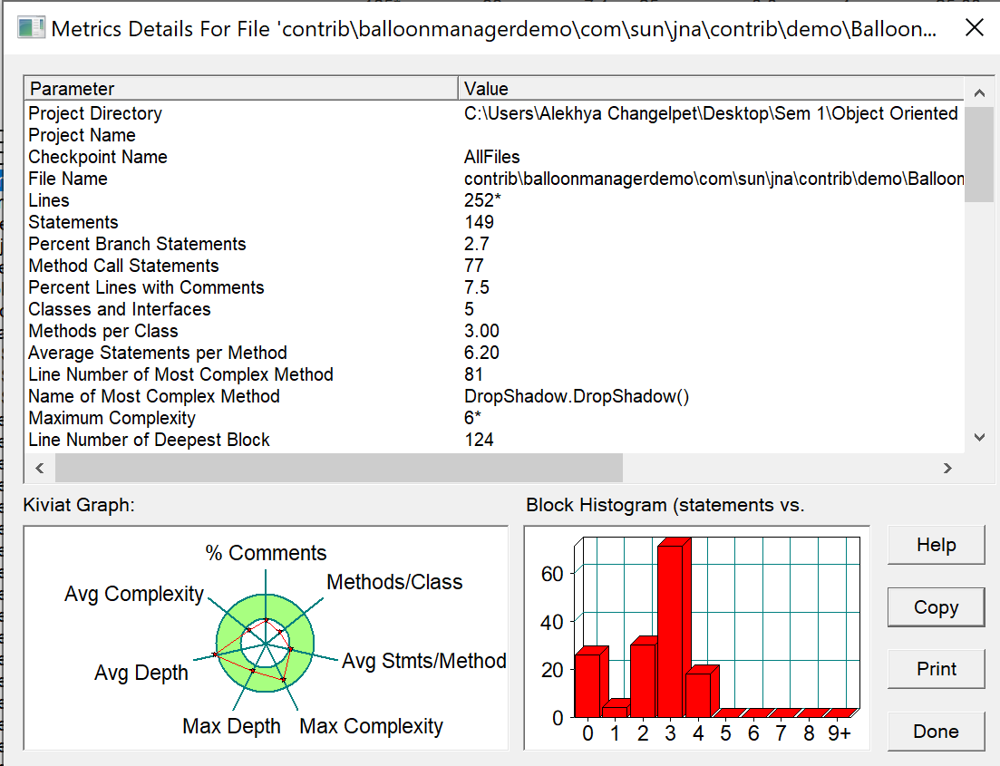 Metrics Details For File 'contrib\balloonmanagerdemo\com\sun\jna\contrib\demo\Balloon...
Parameter Value
Project Directory C:\Users\Alekhya Changelpet\Desktop\Sem 1\Object Oriented
Project Name
Checkpoint Name AllFiles
File Name contrib\balloonmanagerdemo\com\sun\jna\contrib\demo\Balloon
Lines 252*
Statements 149
Percent Branch Statements 2.7
Method Call Statements 77
Percent Lines with Comments 7.5
Classes and Interfaces 5
Methods per Class 3.00
Average Statements per Method 6.20
Line Number of Most Complex Method 81
Name of Most Complex Method DropShadow.DropShadow()
Maximum Complexity 6*
Line Number of Deepest Block 124
Kiviat Graph:
% Comments
Methods/Class
Avg Complexity
Avg Stmts/Method
Avg Depth
Max Depth
Max Complexity
Block Histogram (statements vs.
60
40
20
0
0 1 2 3 4 5 6 7 8 9+
Help
Copy
Print
Done